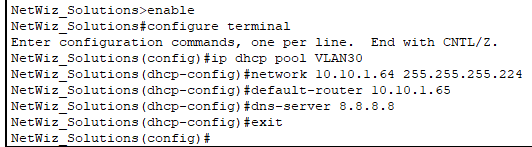 NetWiz_Solutions>enable
NetWiz_Solutions#configure terminal
Enter configuration commands, one per line.  End with CNTL/Z.
NetWiz_Solutions(config)#ip dhcp pool VLAN30
NetWiz_Solutions(dhcp-config)#network 10.10.1.64 255.255.255.224
NetWiz_Solutions(dhcp-config)#default-router 10.10.1.65
NetWiz_Solutions(dhcp-config)#dns-server 8.8.8.8
NetWiz_Solutions(dhcp-config)#exit
NetWiz_Solutions(config)#